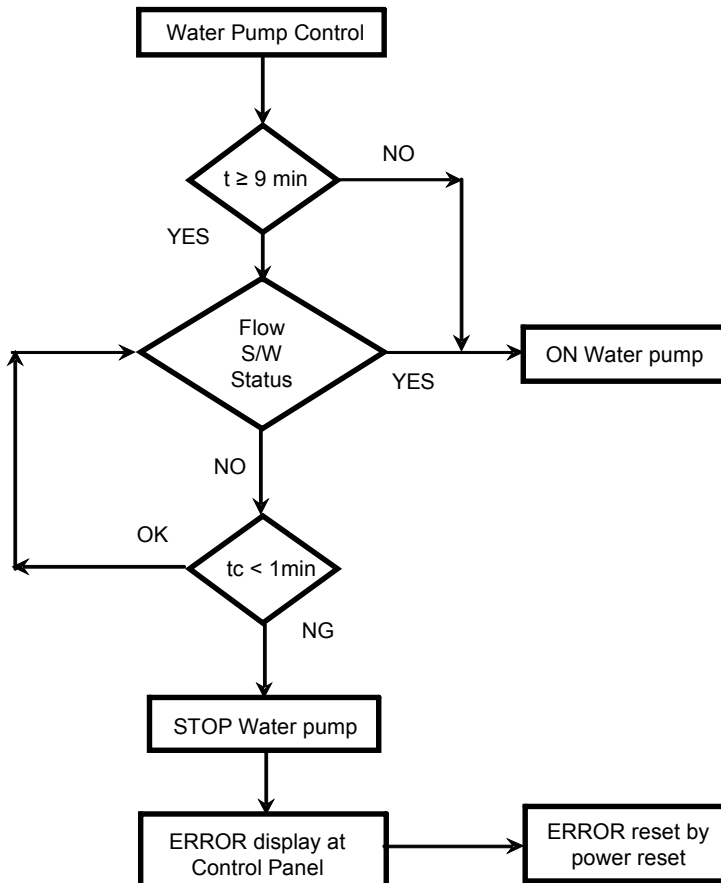 Water Pump Control
t ≥ 9 min
NO
YES
Flow
S/W
Status
YES
ON Water pump
NO
OK
tc < 1min
NG
STOP Water pump
ERROR display at
Control Panel
ERROR reset by
power reset